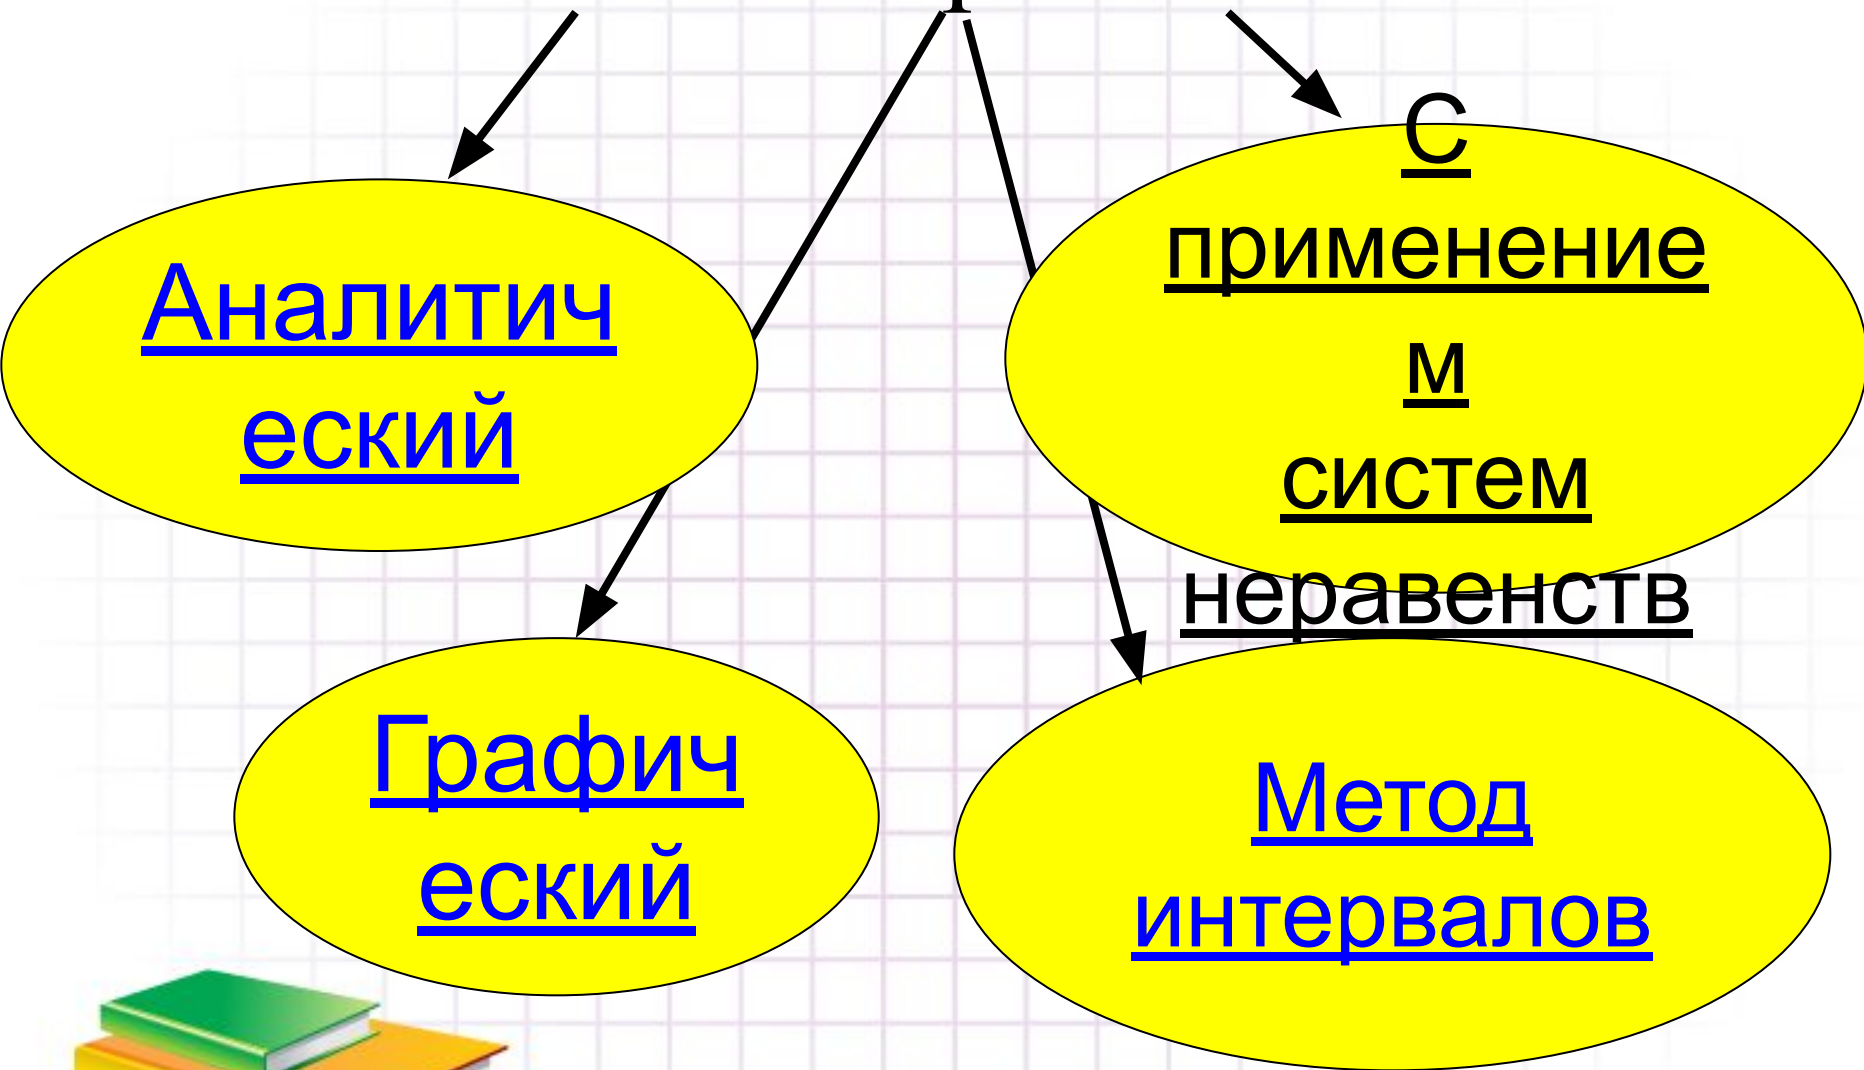 Аналитич
еский
С
применение
м
систем
неравенств
Графич
еский
Метод
интервалов